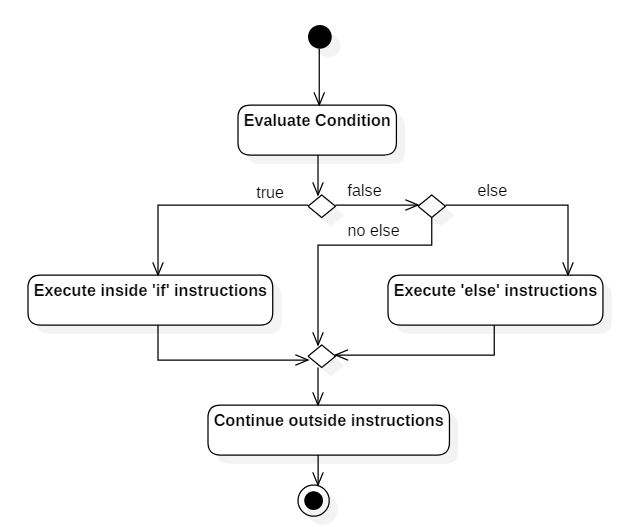 Evaluate Condition
true
false
else
no else
Execute inside 'if' instructions
Execute 'else' instructions
Continue outside instructions